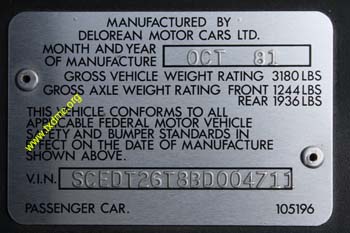 MANUFACTURED BY
DELOREAN MOTOR CARS LTD.
MONTH AND YEAR
OF MANUFACTURE OCT 81
GROSS VEHICLE WEIGHT RATING 3180 LBS
GROSS AXLE WEIGHT RATING FRONT 1244 LBS
REAR 1936 LBS
THIS VEHICLE CONFORMS TO ALL
APPLICABLE FEDERAL MOTOR VEHICLE
SAFETY AND BUMPER STANDARDS IN
EFFECT ON THE DATE OF MANUFACTURE
SHOWN ABOVE.
V.I.N. SCEDT26T8BD004711
PASSENGER CAR. 105196